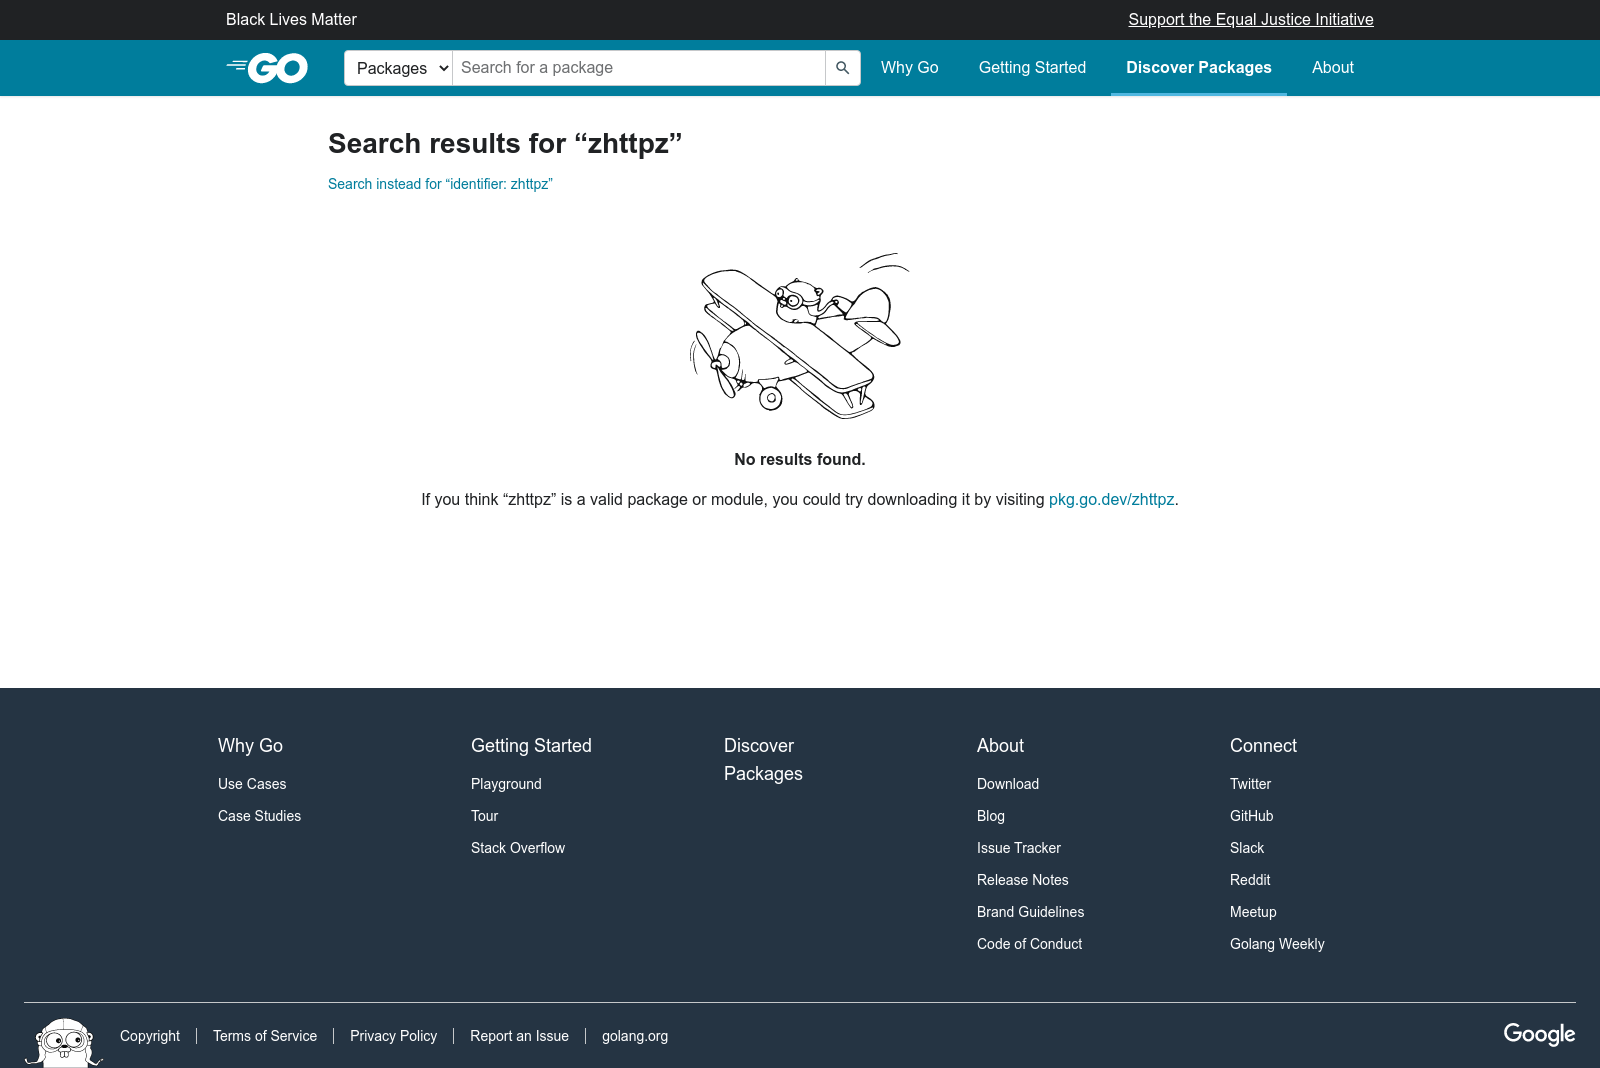 Black Lives Matter
Support the Equal Justice Initiative
GO
Packages
Search for a package
Why Go
Getting Started
Discover Packages
About
Search results for “zhttpz”
Search instead for “identifier: zhttpz”
No results found.
If you think “zhttpz” is a valid package or module, you could try downloading it by visiting pkg.go.dev/zhttpz.
Why Go
Use Cases
Case Studies
Getting Started
Playground
Tour
Stack Overflow
Discover
Packages
About
Download
Blog
Issue Tracker
Release Notes
Brand Guidelines
Code of Conduct
Connect
Twitter
GitHub
Slack
Reddit
Meetup
Golang Weekly
Copyright
Terms of Service
Privacy Policy
Report an Issue
golang.org
Google